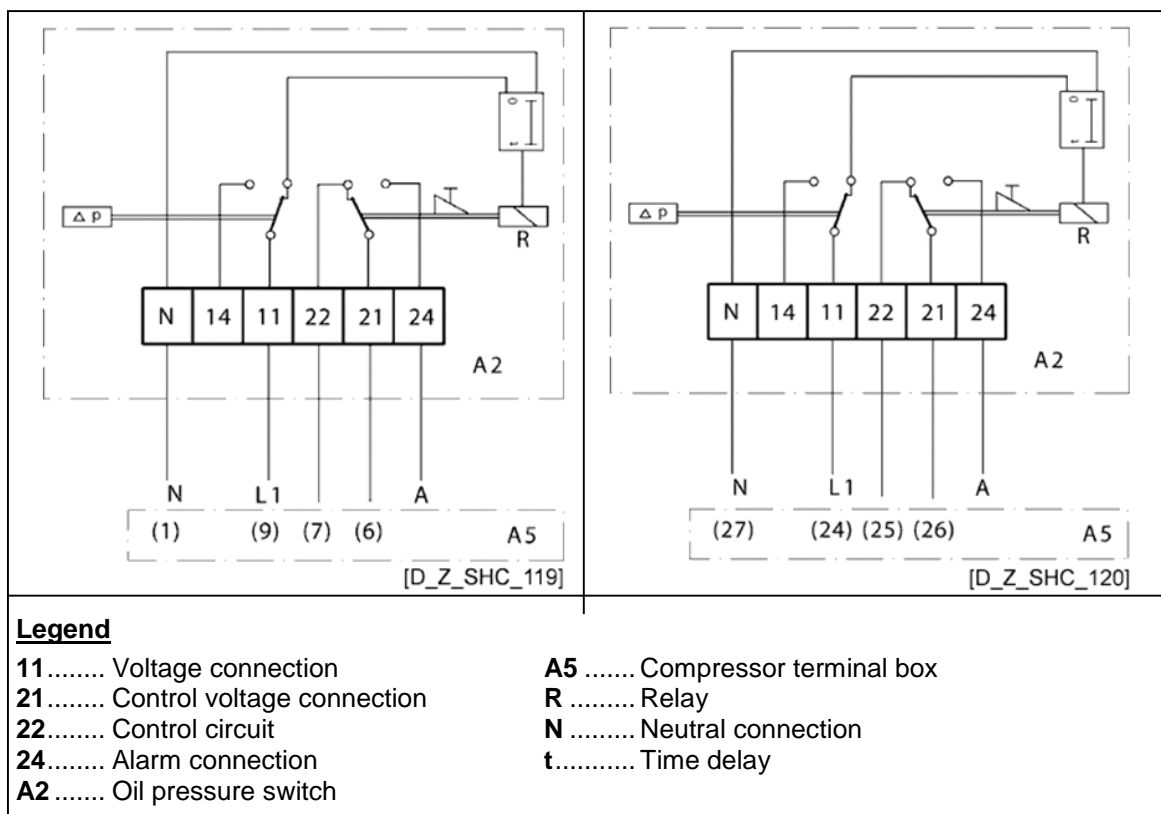 Δ p
0
t
R
N 14 11 22 21 24
A2
N L1 A
(1) (9) (7) (6) A5
[D_Z_SHC_119]
Δ p
0
t
R
N 14 11 22 21 24
A2
N L1 A
(27) (24) (25) (26) A5
[D_Z_SHC_120]
Legend
11........ Voltage connection
21........ Control voltage connection
22........ Control circuit
24........ Alarm connection
A2....... Oil pressure switch
A5....... Compressor terminal box
R......... Relay
N......... Neutral connection
t........... Time delay